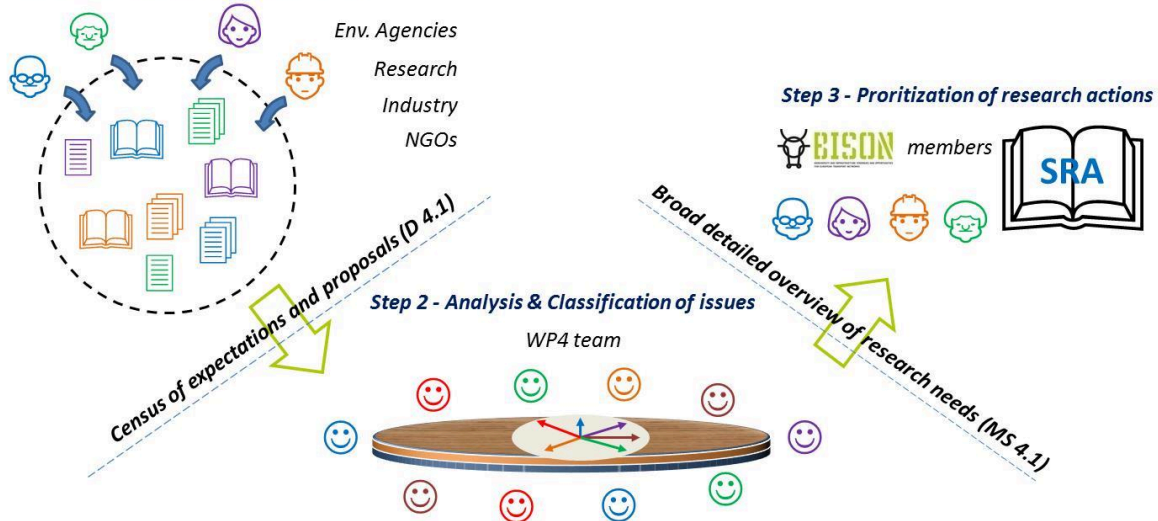 Env. Agencies
Research
Industry
NGOs
Census of expectations and proposals (D 4.1)
Step 2 - Analysis & Classification of issues
WP4 team
Broad detailed overview of research needs (MS 4.1)
Step 3 - Proritization of research actions
BISON members
SRA